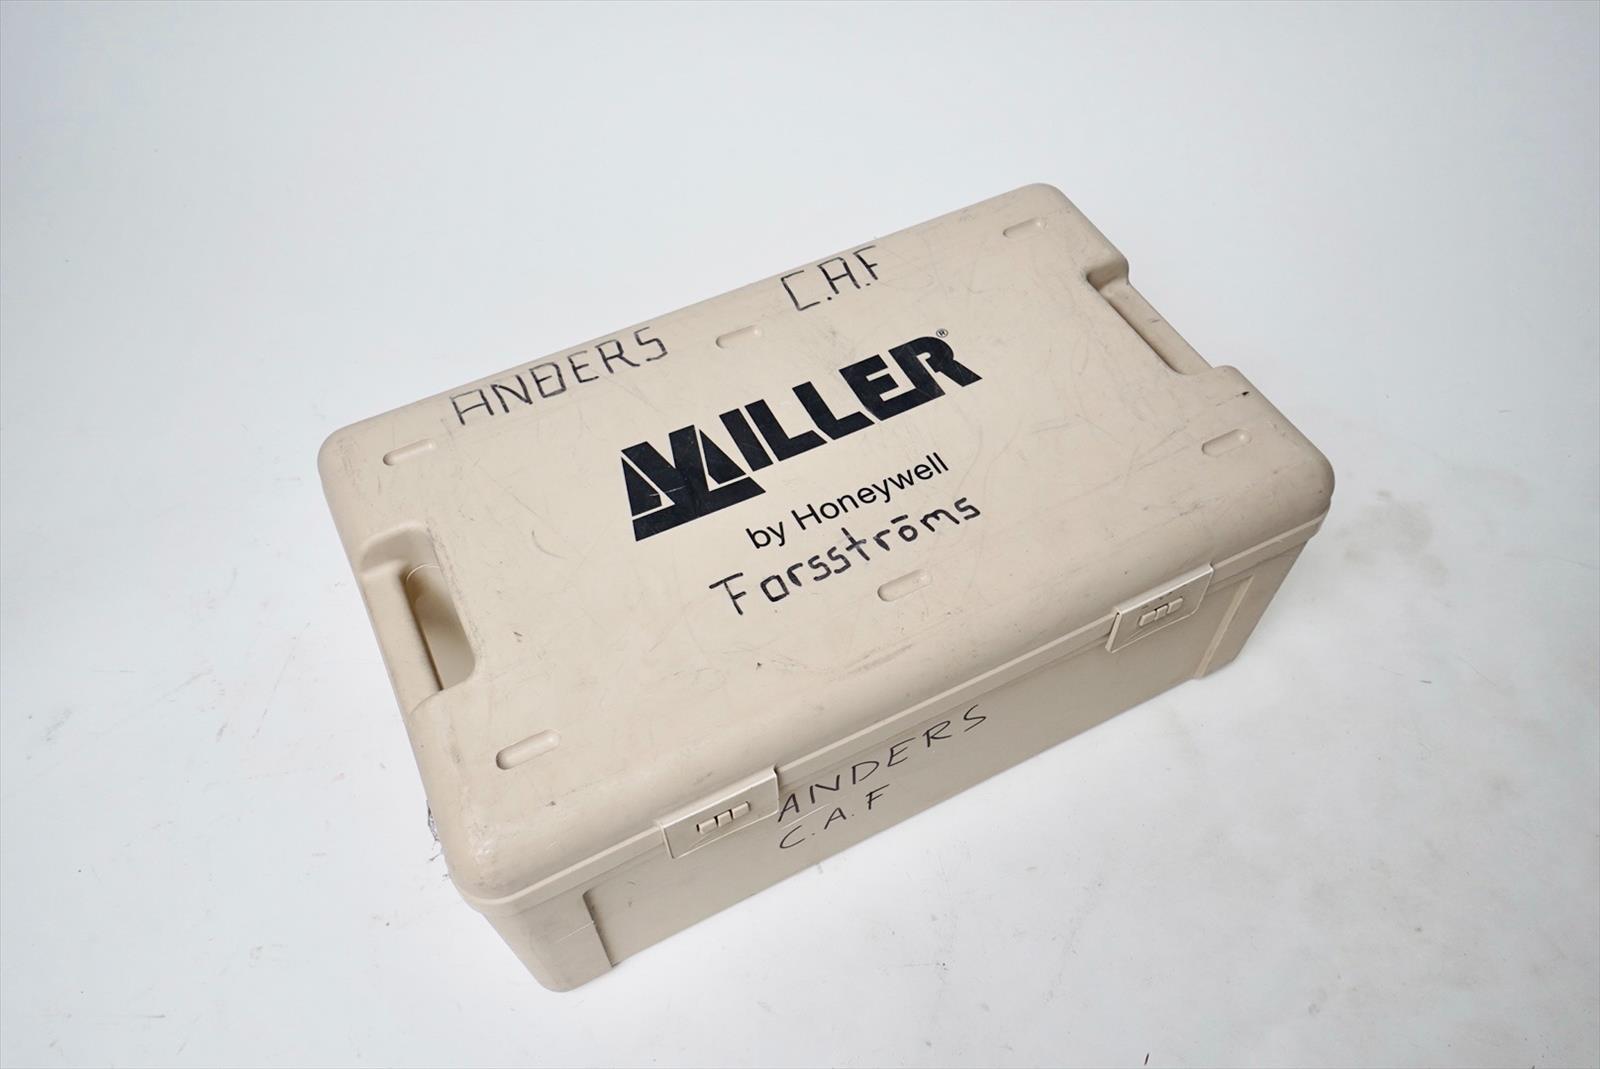 ANDERS C.A.F
MILLER®
by Honeywell
Forsströms
ANDERS
C.A.F